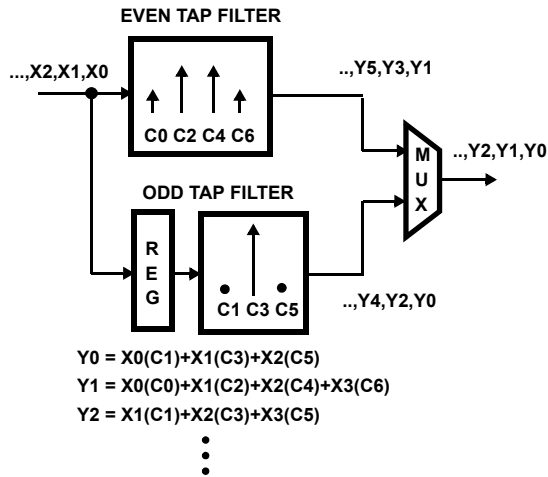 EVEN TAP FILTER
...,X2,X1,X0
..,Y5,Y3,Y1
C0 C2 C4 C6
MUX
..,Y2,Y1,Y0
ODD TAP FILTER
REG
C1 C3 C5
..,Y4,Y2,Y0
Y0 = X0(C1)+X1(C3)+X2(C5)
Y1 = X0(C0)+X1(C2)+X2(C4)+X3(C6)
Y2 = X1(C1)+X2(C3)+X3(C5)